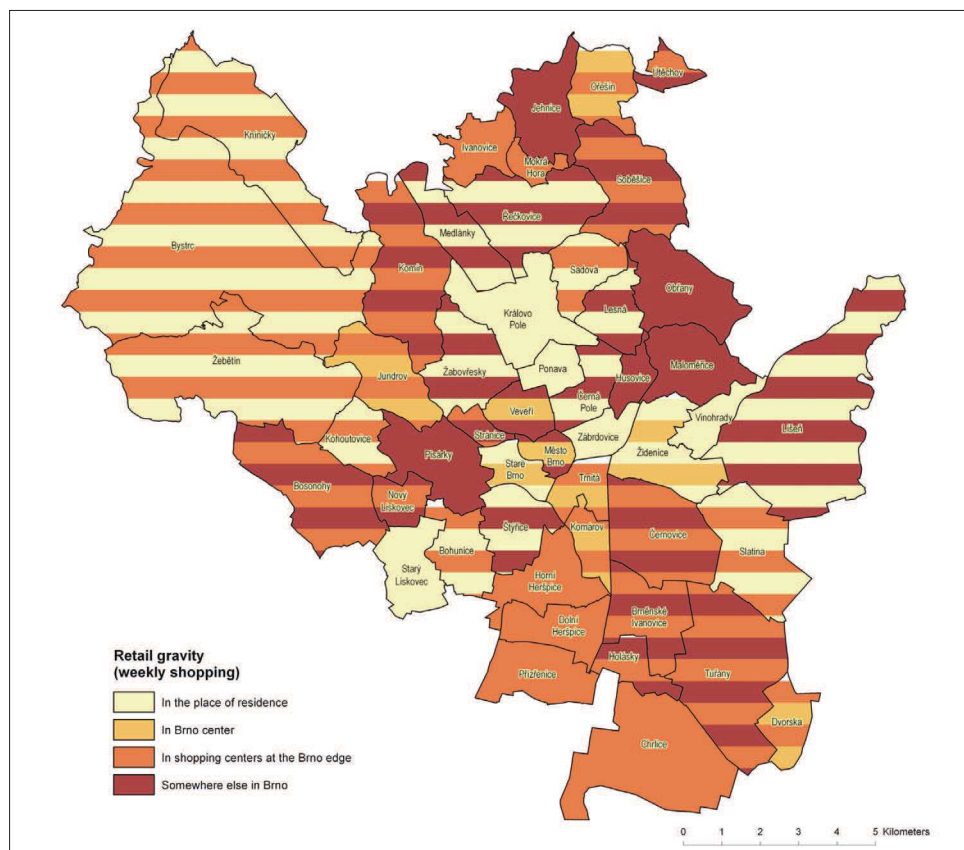 Útěchov
Ořešín
Jehnice
Kníničky
Ivanovice
Mokrá
Hora
Soběšice
Řečkovice
Medlánky
Bystrc
Komín
Sadová
Obřany
Lesná
Královo
Pole
Žebětín
Jundrov
Žabovřesky
Ponava
Husovice
Maloměřice
Černá
Pole
Veveří
Vinohrady
Líšeň
Stránice
Kohoutovice
Pisárky
Město
Brno
Zábrdovice
Židenice
Staré
Brno
Trnitá
Bosonohy
Nový
Lískovec
Štýřice
Komárov
Černovice
Slatina
Bohunice
Starý
Lískovec
Horní
Heršpice
Dolní
Heršpice
Brněnské
Ivanovice
Holásky
Přízřenice
Tuřany
Dvorska
Chrlice
Retail gravity
(weekly shopping)
In the place of residence
In Brno center
In shopping centers at the Brno edge
Somewhere else in Brno
0 1 2 3 4 5 Kilometers